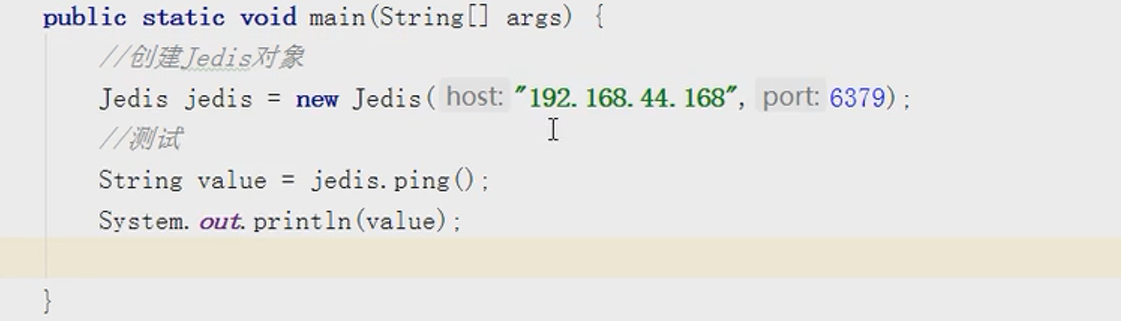 public static void main(String[] args) {
//创建Jedis对象
Jedis jedis = new Jedis( host: "192.168.44.168", port: 6379);
//测试
String value = jedis.ping();
System.out.println(value);
}